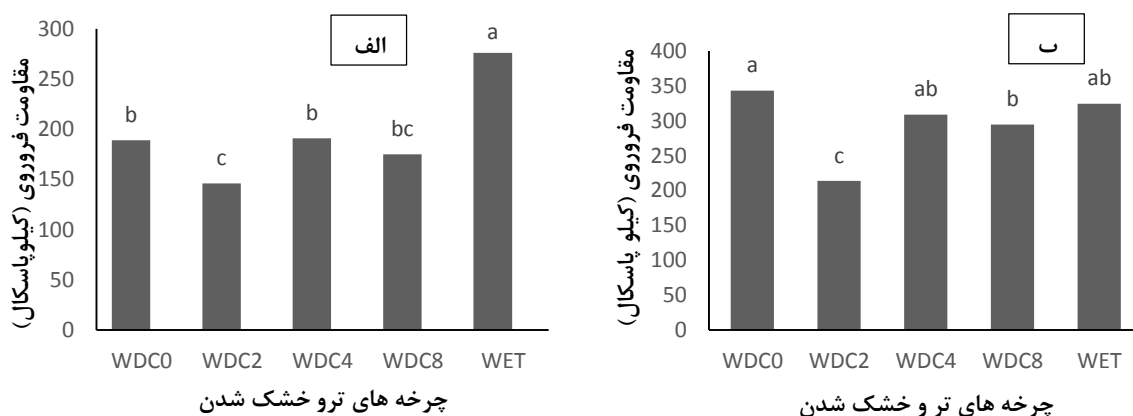 الف
مقاومت فروروی (کیلوپاسکال)
300
250
200
150
100
50
0
b
c
b
bc
a
WDC0 WDC2 WDC4 WDC8 WET
چرخه های ترو خشک شدن
ب
مقاومت فروروی (کیلو پاسکال)
400
350
300
250
200
150
100
50
0
a
c
ab
b
ab
WDC0 WDC2 WDC4 WDC8 WET
چرخه های تر و خشک شدن